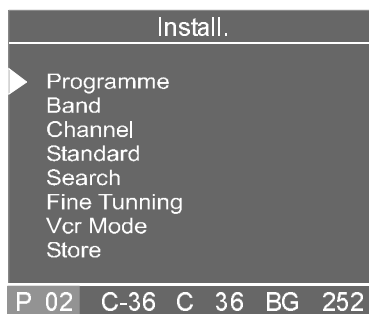 Install.
Programme
Band
Channel
Standard
Search
Fine Tunning
Vcr Mode
Store
P 02 C-36 C 36 BG 252